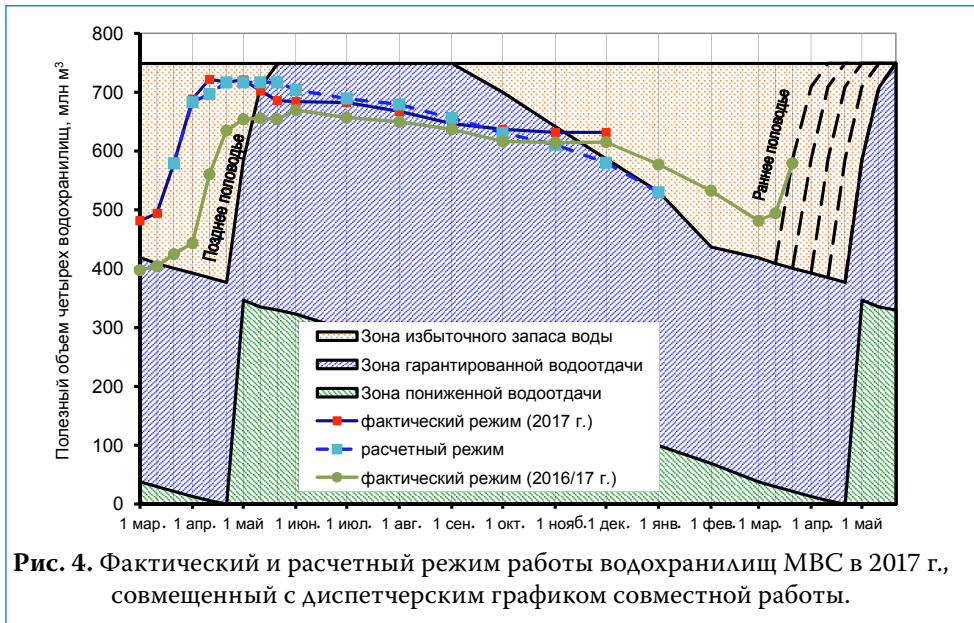 Полезный объем четырех водохранилищ, млн м³
800
700
600
500
400
300
200
100
0
Позднее половодье
Раннее половодье
Зона избыточного запаса воды
Зона гарантированной водоотдачи
Зона пониженной водоотдачи
фактический режим (2017 г.)
расчетный режим
фактический режим (2016/17 г.)
1 мар. 1 апр. 1 май 1 июн. 1 июл. 1 авг. 1 сен. 1 окт. 1 нояб. 1 дек. 1 янв. 1 фев. 1 мар. 1 апр. 1 май
Рис. 4. Фактический и расчетный режим работы водохранилищ МВС в 2017 г.,
совмещенный с диспетчерским графиком совместной работы.